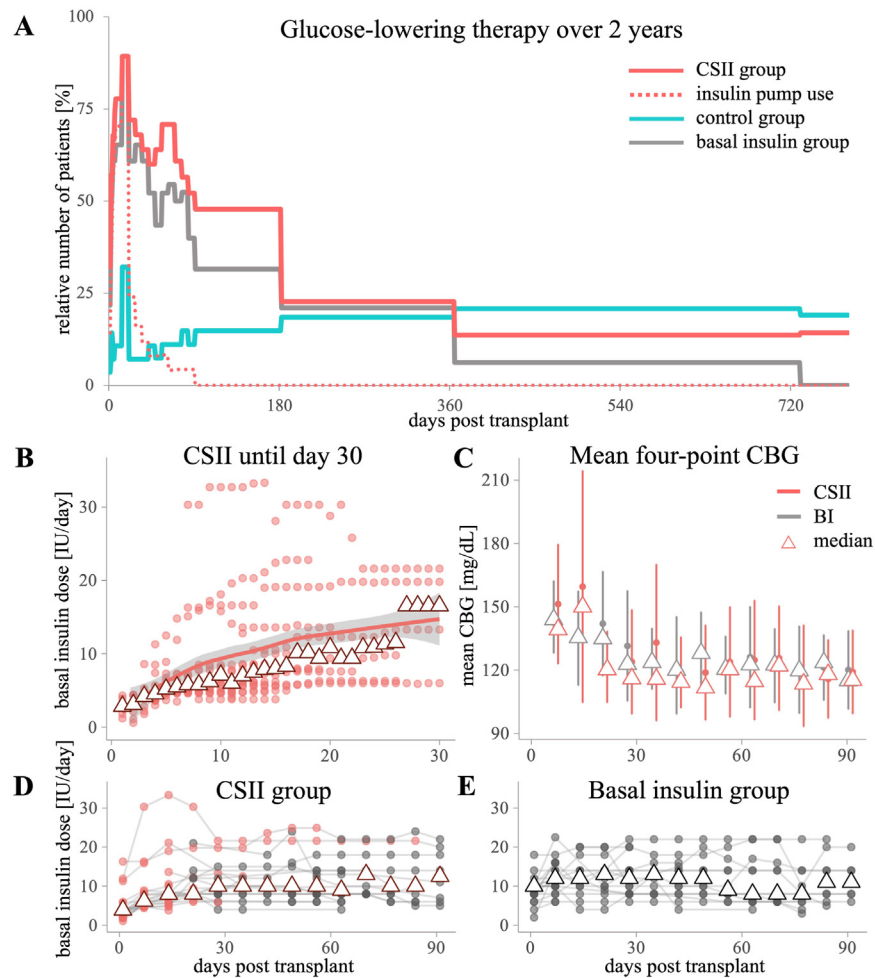 A
Glucose-lowering therapy over 2 years
CSII group
insulin pump use
control group
basal insulin group
relative number of patients [%]
100
75
50
25
0
0 180 360 540 720
days post transplant
B
CSII until day 30
basal insulin dose [IU/day]
30
20
10
0
0 10 20 30
C
Mean four-point CBG
CSII
BI
median
mean CBG [mg/dL]
210
180
150
120
90
0 30 60 90
D
CSII group
basal insulin dose [IU/day]
30
20
10
0
0 30 60 90
days post transplant
E
Basal insulin group
30
20
10
0
0 30 60 90
days post transplant